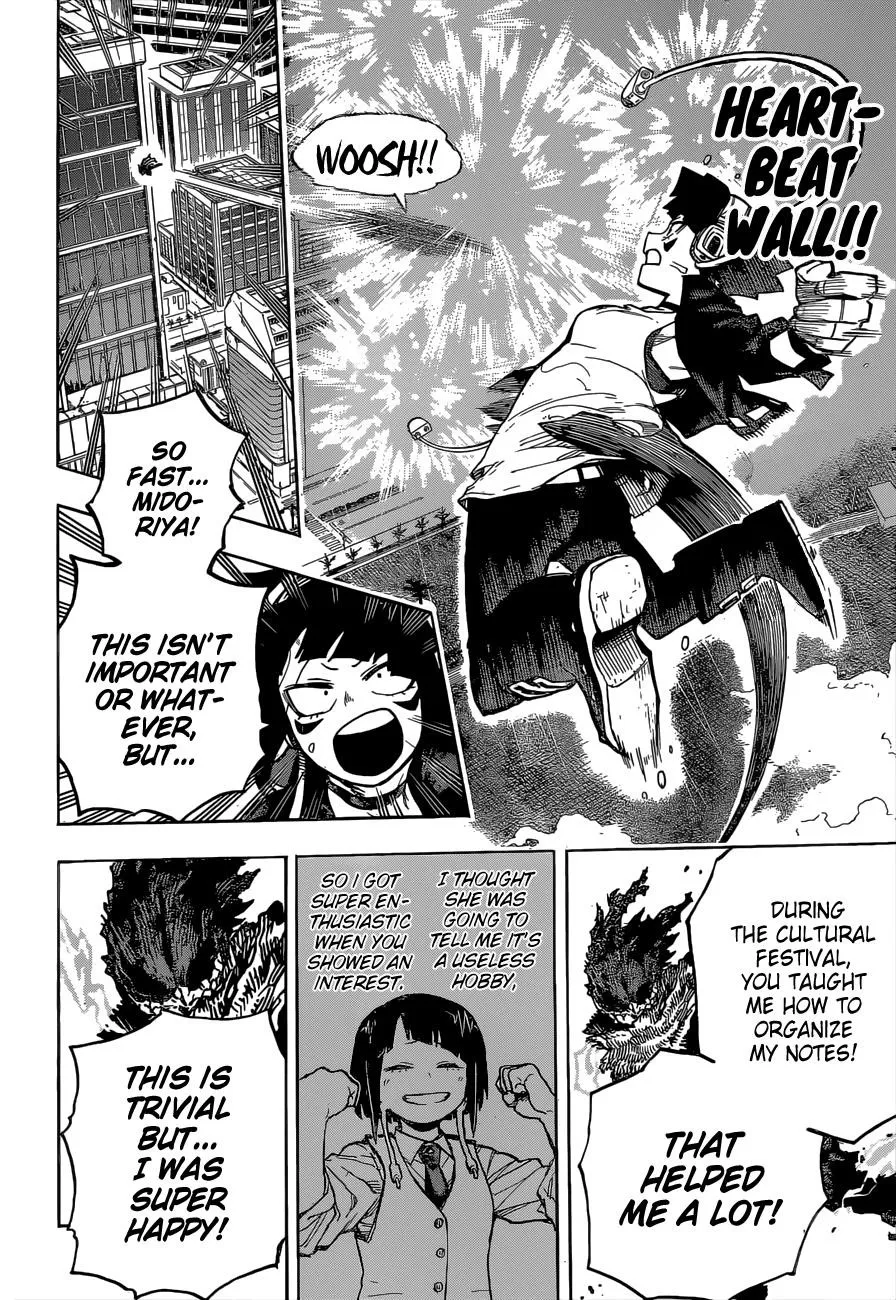 HEART-
BEAT
WALL!!
WOOSH!!
SO
FAST...
MIDO-
RIYA!
THIS ISN'T
IMPORTANT
OR WHAT-
EVER,
BUT...
DURING
THE CULTURAL
FESTIVAL,
YOU TAUGHT
ME HOW TO
ORGANIZE
MY NOTES!
THAT
HELPED
ME A LOT!
I THOUGHT
SHE WAS
GOING TO
TELL ME IT'S
A USELESS
HOBBY,
SO I GOT
SUPER EN-
THUSIASTIC
WHEN YOU
SHOWED AN
INTEREST.
THIS IS
TRIVIAL
BUT...
I WAS
SUPER
HAPPY!